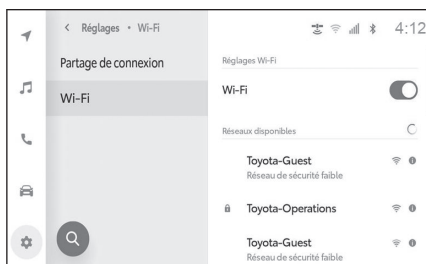 < Réglages • Wi-Fi
4:12
Partage de connexion
Wi-Fi
Réglages Wi-Fi
Wi-Fi
Réseaux disponibles
Toyota-Guest
Réseau de sécurité faible
Toyota-Operations
Toyota-Guest
Réseau de sécurité faible